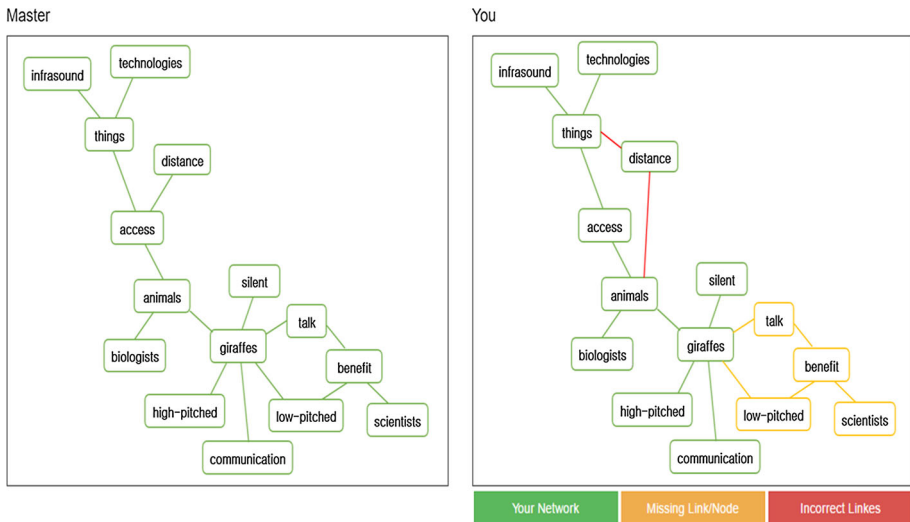 Master
infrasound
technologies
things
distance
access
silent
animals
talk
biologists
giraffes
benefit
high-pitched
low-pitched
scientists
communication
You
infrasound
technologies
things
distance
access
silent
animals
talk
biologists
giraffes
benefit
high-pitched
low-pitched
scientists
communication
Your Network
Missing Link/Node
Incorrect Linkes